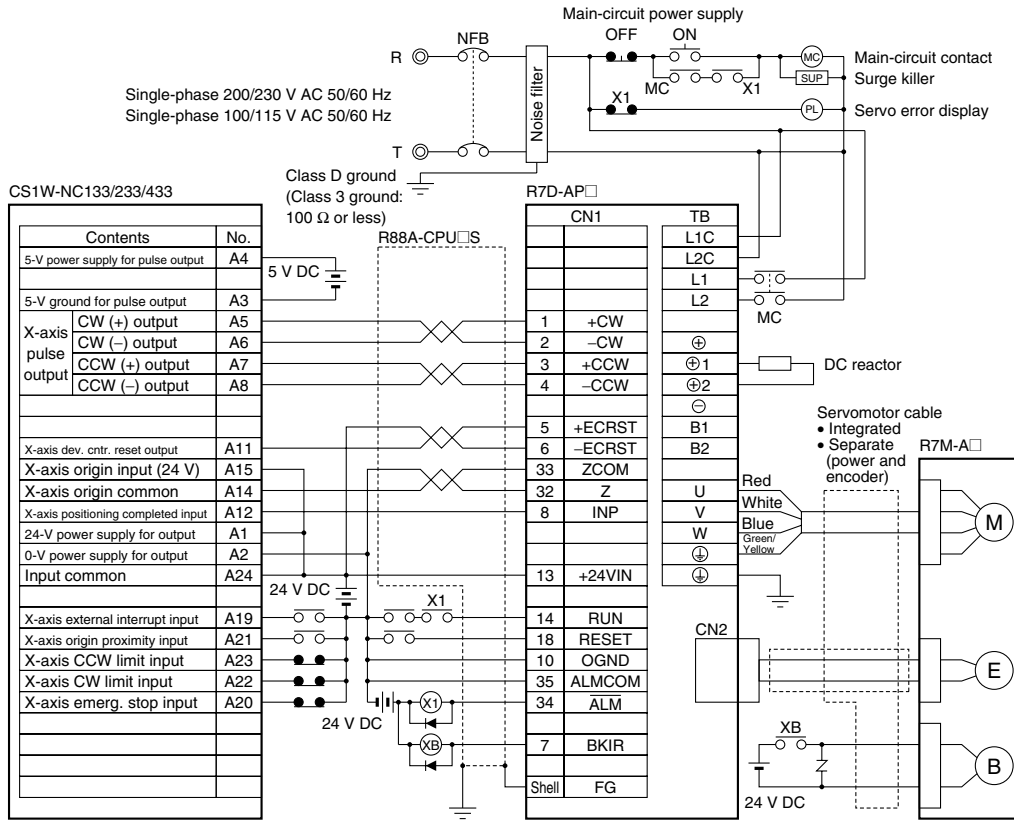 Main-circuit power supply
OFF ON
NFB
R
MC
Main-circuit contact
SUP
Surge killer
MC X1
X1
PL
Servo error display
Noise filter
Single-phase 200/230 V AC 50/60 Hz
Single-phase 100/115 V AC 50/60 Hz
T
Class D ground
(Class 3 ground:
100 Ω or less)
CS1W-NC133/233/433
Contents No.
5-V power supply for pulse output A4
5-V ground for pulse output A3
X-axis pulse output
CW (+) output A5
CW (−) output A6
CCW (+) output A7
CCW (−) output A8
X-axis dev. cntr. reset output A11
X-axis origin input (24 V) A15
X-axis origin common A14
X-axis positioning completed input A12
24-V power supply for output A1
0-V power supply for output A2
Input common A24
X-axis external interrupt input A19
X-axis origin proximity input A21
X-axis CCW limit input A23
X-axis CW limit input A22
X-axis emerg. stop input A20
5 V DC
R88A-CPU□S
24 V DC
X1
24 V DC
X1
XB
R7D-AP□
CN1
1 +CW
2 −CW
3 +CCW
4 −CCW
5 +ECRST
6 −ECRST
33 ZCOM
32 Z
8 INP
13 +24VIN
14 RUN
18 RESET
10 OGND
35 ALMCOM
34 ALM
7 BKIR
Shell FG
TB
L1C
L2C
L1
L2
⊕
⊕1
⊕2
⊖
B1
B2
U
V
W
MC
DC reactor
Servomotor cable
• Integrated
• Separate
(power and
encoder)
R7M-A□
Red
White
Blue
Green/
Yellow
M
CN2
E
XB
B
24 V DC